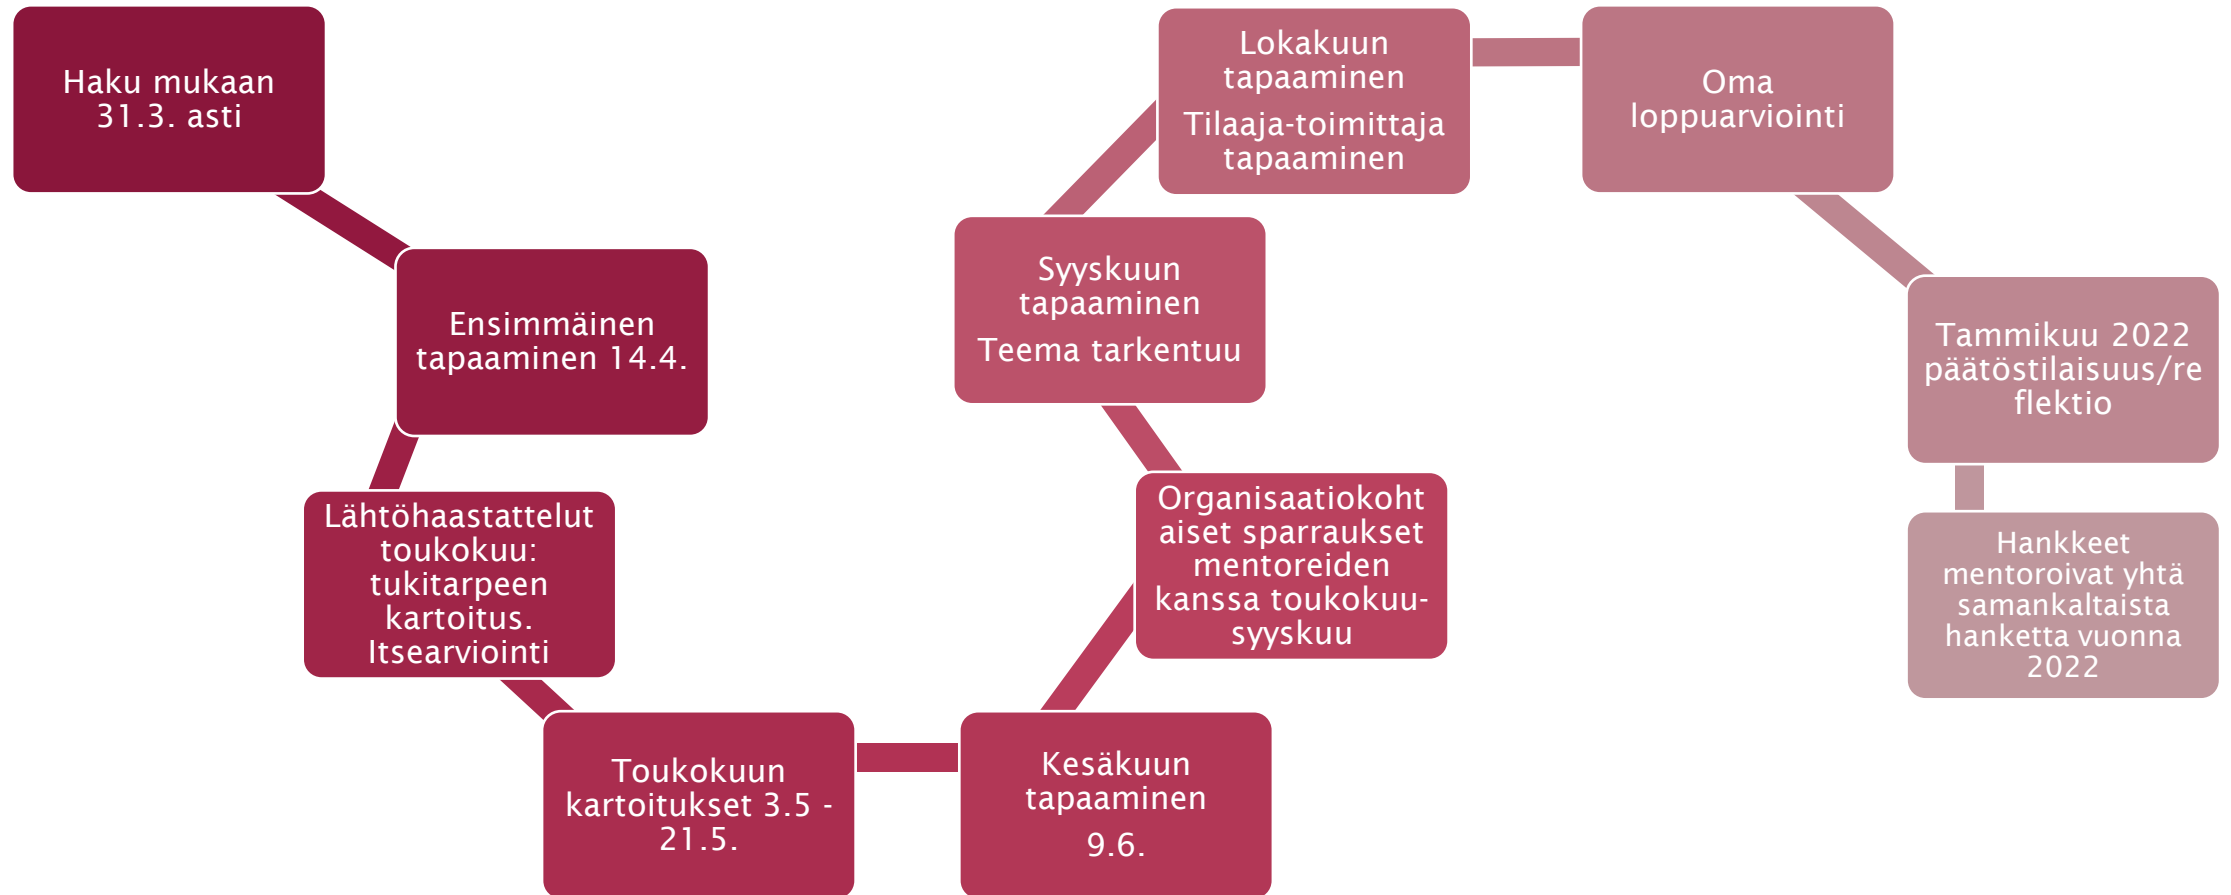 Haku mukaan
31.3. asti
Ensimmäinen
tapaaminen 14.4.
Lähtöhaastattelut
toukokuu:
tukitarpeen
kartoitus.
Itsearviointi
Toukokuun
kartoitukset 3.5 -
21.5.
Kesäkuun
tapaaminen
9.6.
Organisaatiokoht
aiset sparraukset
mentoreiden
kanssa toukokuu-
syyskuu
Syyskuun
tapaaminen
Teema tarkentuu
Lokakuun
tapaaminen
Tilaaja-toimittaja
tapaaminen
Oma
loppuarviointi
Tammikuu 2022
päätöstilaisuus/re
flektio
Hankkeet
mentoroivat yhtä
samankaltaista
hanketta vuonna
2022